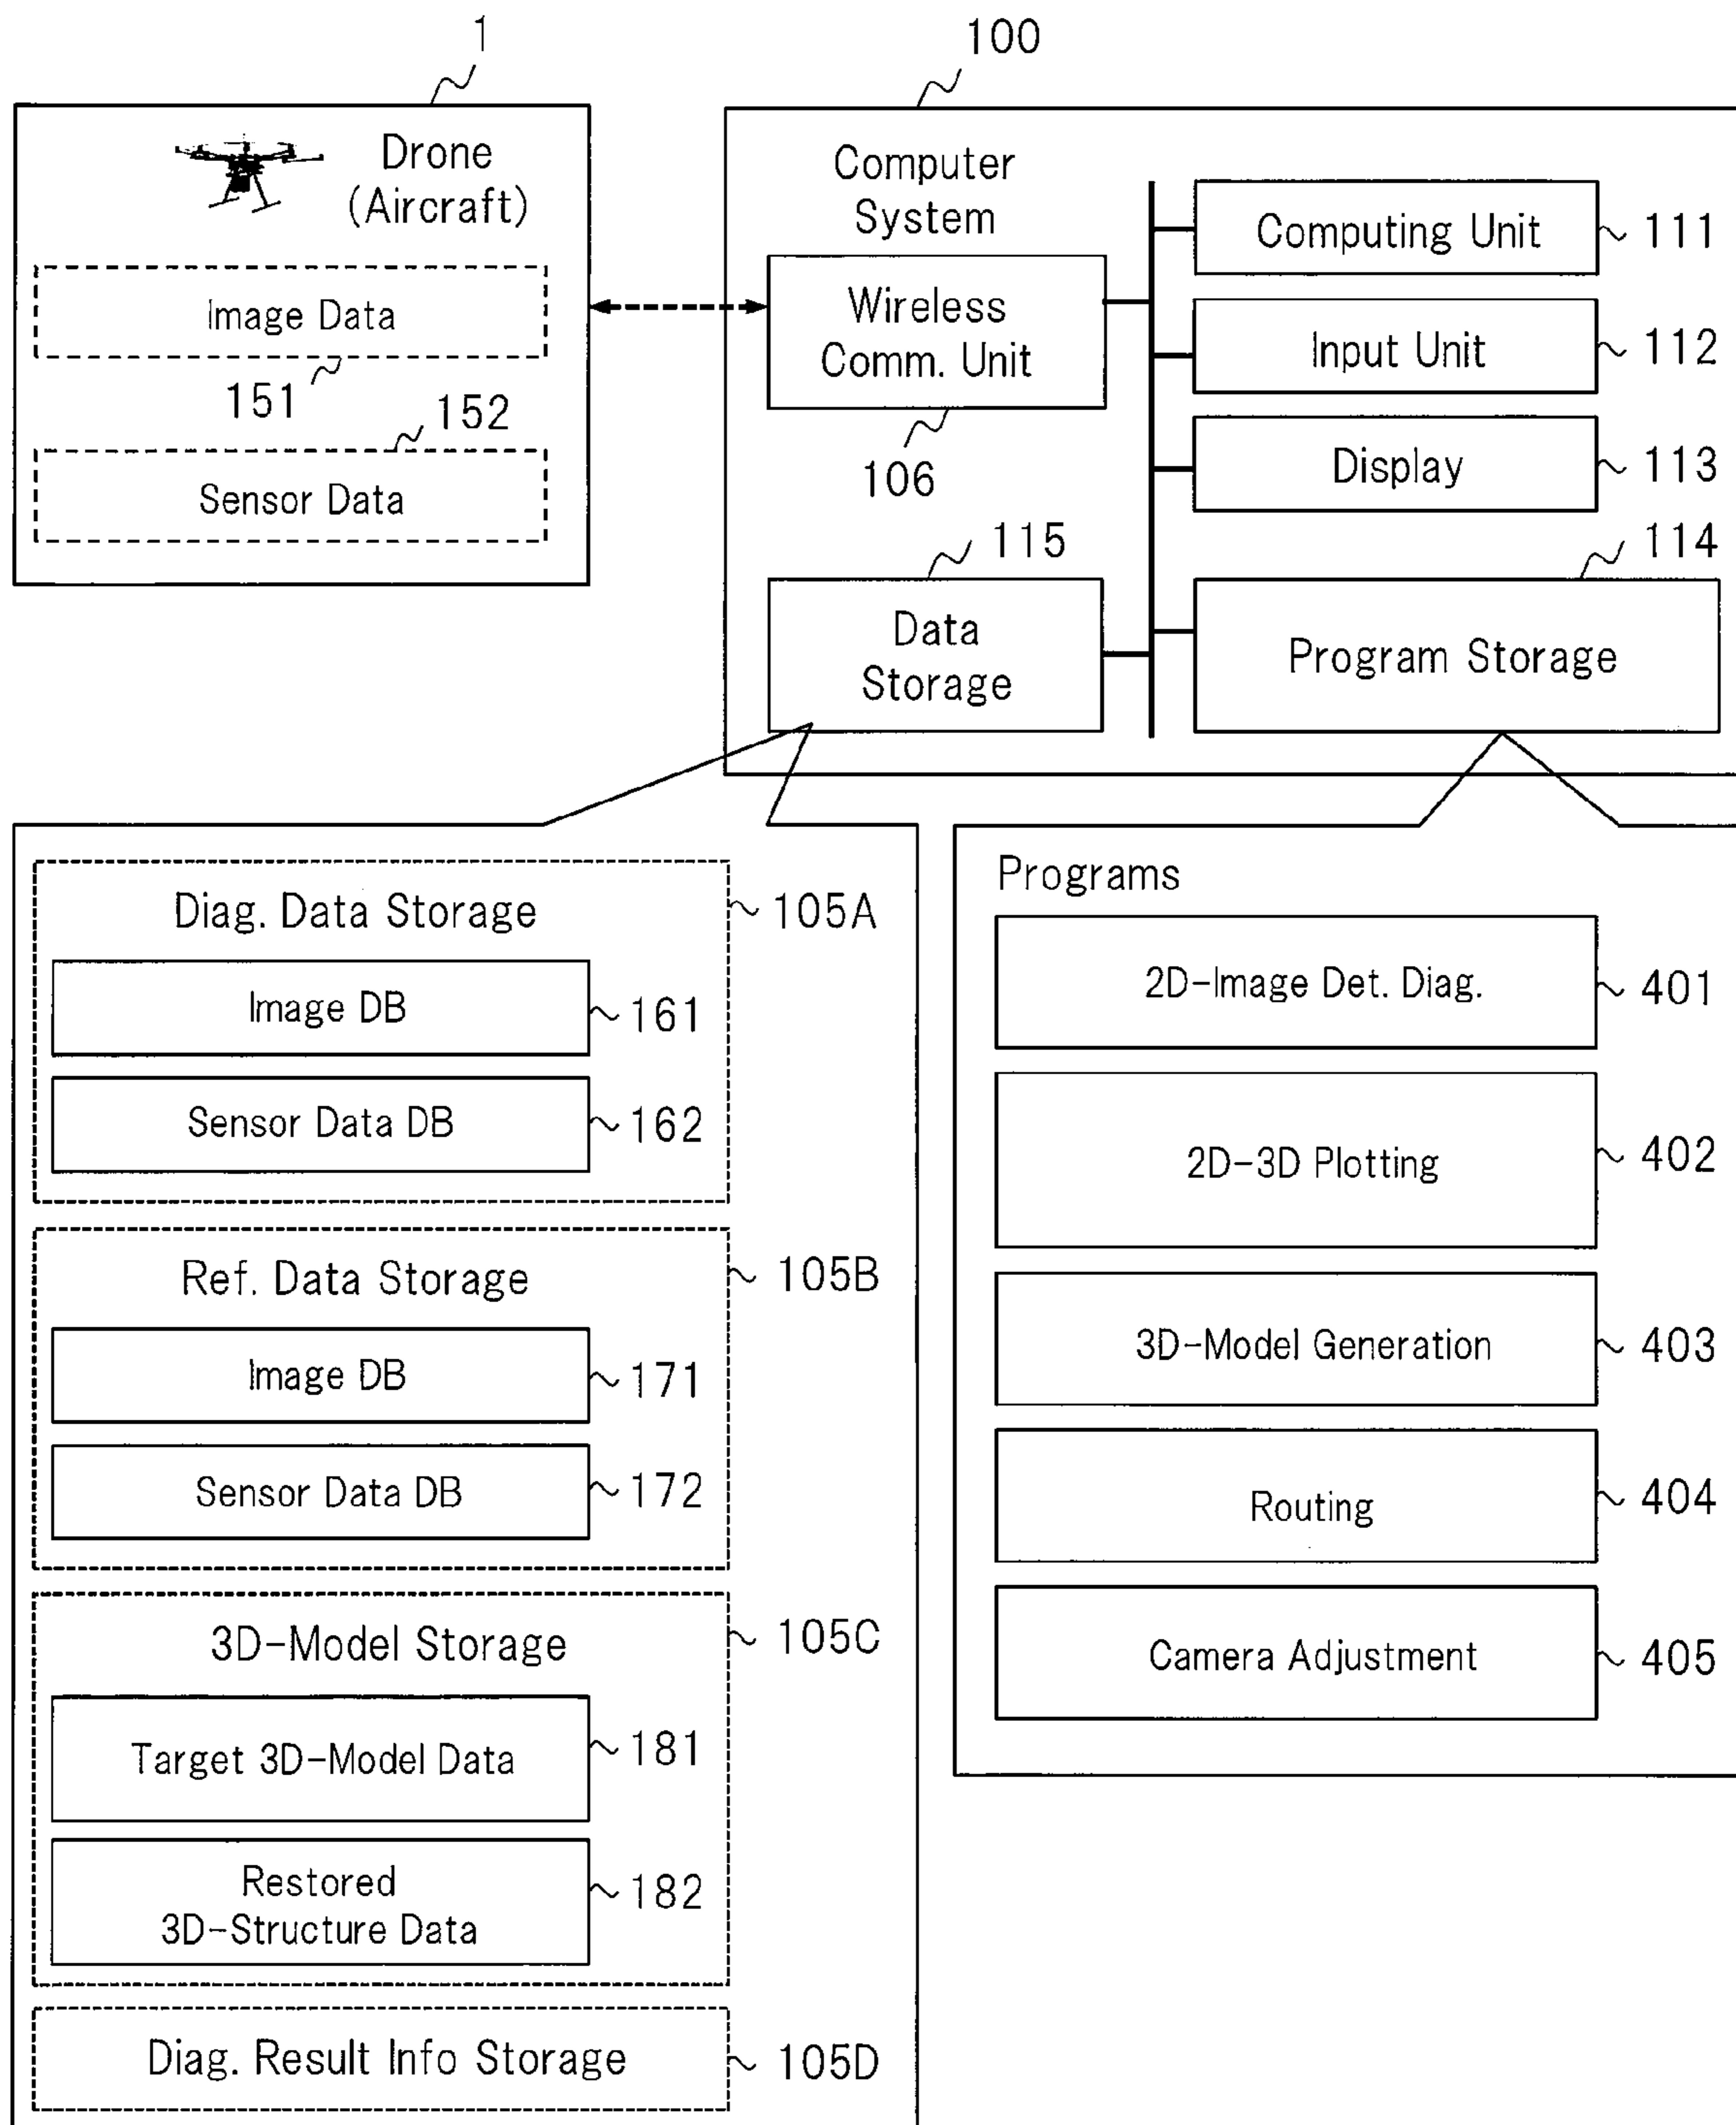 1
Drone
(Aircraft)
Image Data
151
152
Sensor Data
100
Computer
System
Wireless
Comm. Unit
106
Computing Unit
111
Input Unit
112
Display
113
115
Data
Storage
114
Program Storage
Diag. Data Storage
105A
Image DB
161
Sensor Data DB
162
Ref. Data Storage
105B
Image DB
171
Sensor Data DB
172
3D-Model Storage
105C
Target 3D-Model Data
181
Restored
3D-Structure Data
182
Diag. Result Info Storage
105D
Programs
2D-Image Det. Diag.
401
2D-3D Plotting
402
3D-Model Generation
403
Routing
404
Camera Adjustment
405